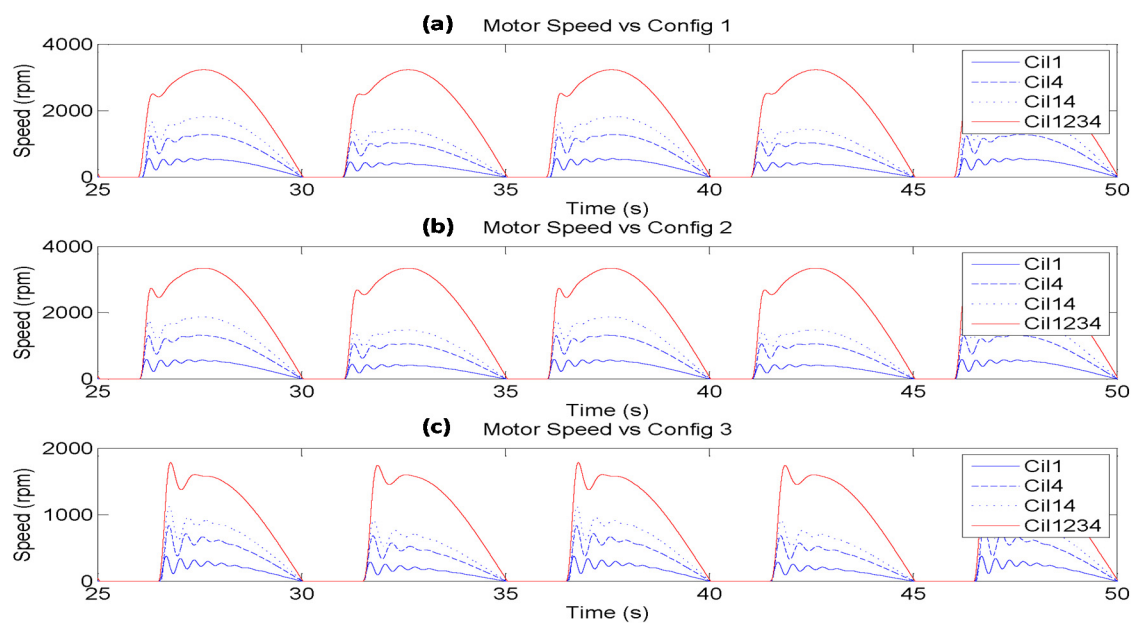 (a) Motor Speed vs Config 1
Speed (rpm)
4000
2000
0
Cil1
Cil4
Cil14
Cil1234
25 30 35 40 45 50
Time (s)
(b) Motor Speed vs Config 2
Speed (rpm)
4000
2000
0
Cil1
Cil4
Cil14
Cil1234
25 30 35 40 45 50
Time (s)
(c) Motor Speed vs Config 3
Speed (rpm)
2000
1000
0
Cil1
Cil4
Cil14
Cil1234
25 30 35 40 45 50
Time (s)